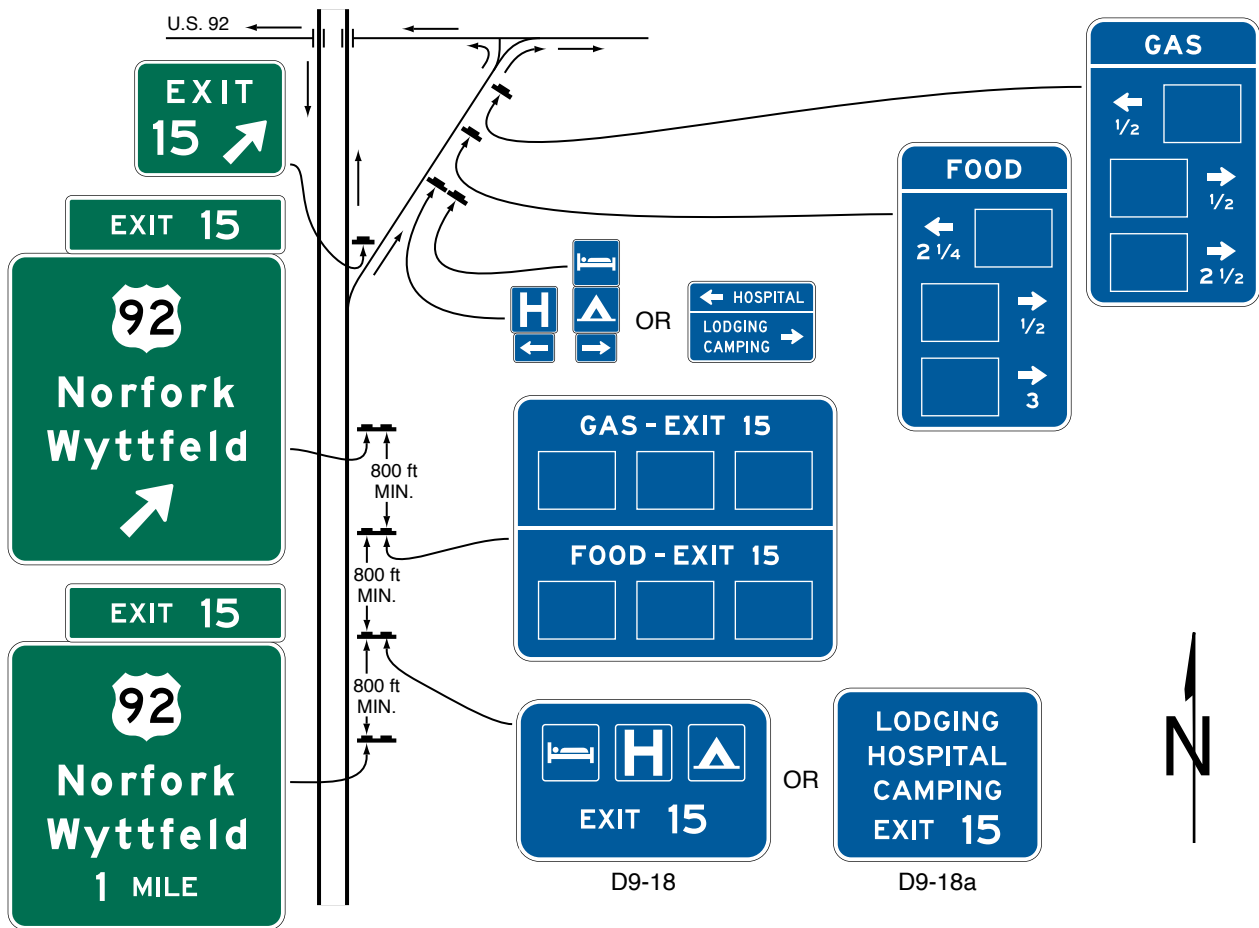 U.S. 92
EXIT
15
EXIT 15
92
Norfork
Wyttfeld
EXIT 15
92
Norfork
Wyttfeld
1 MILE
800 ft
MIN.
800 ft
MIN.
800 ft
MIN.
GAS
1/2
1/2
2 1/2
FOOD
2 1/4
1/2
3
H
OR
HOSPITAL
LODGING
CAMPING
GAS - EXIT 15
FOOD - EXIT 15
H
EXIT 15
D9-18
OR
LODGING
HOSPITAL
CAMPING
EXIT 15
D9-18a
N